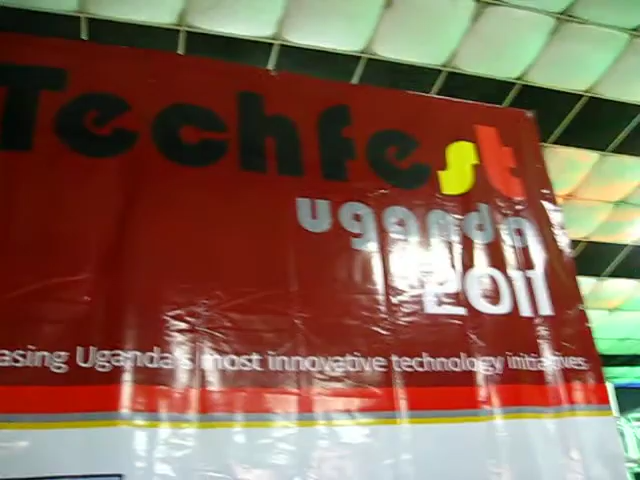 Techfest
uganda
2011
asing Uganda's most innovative technology initiatives